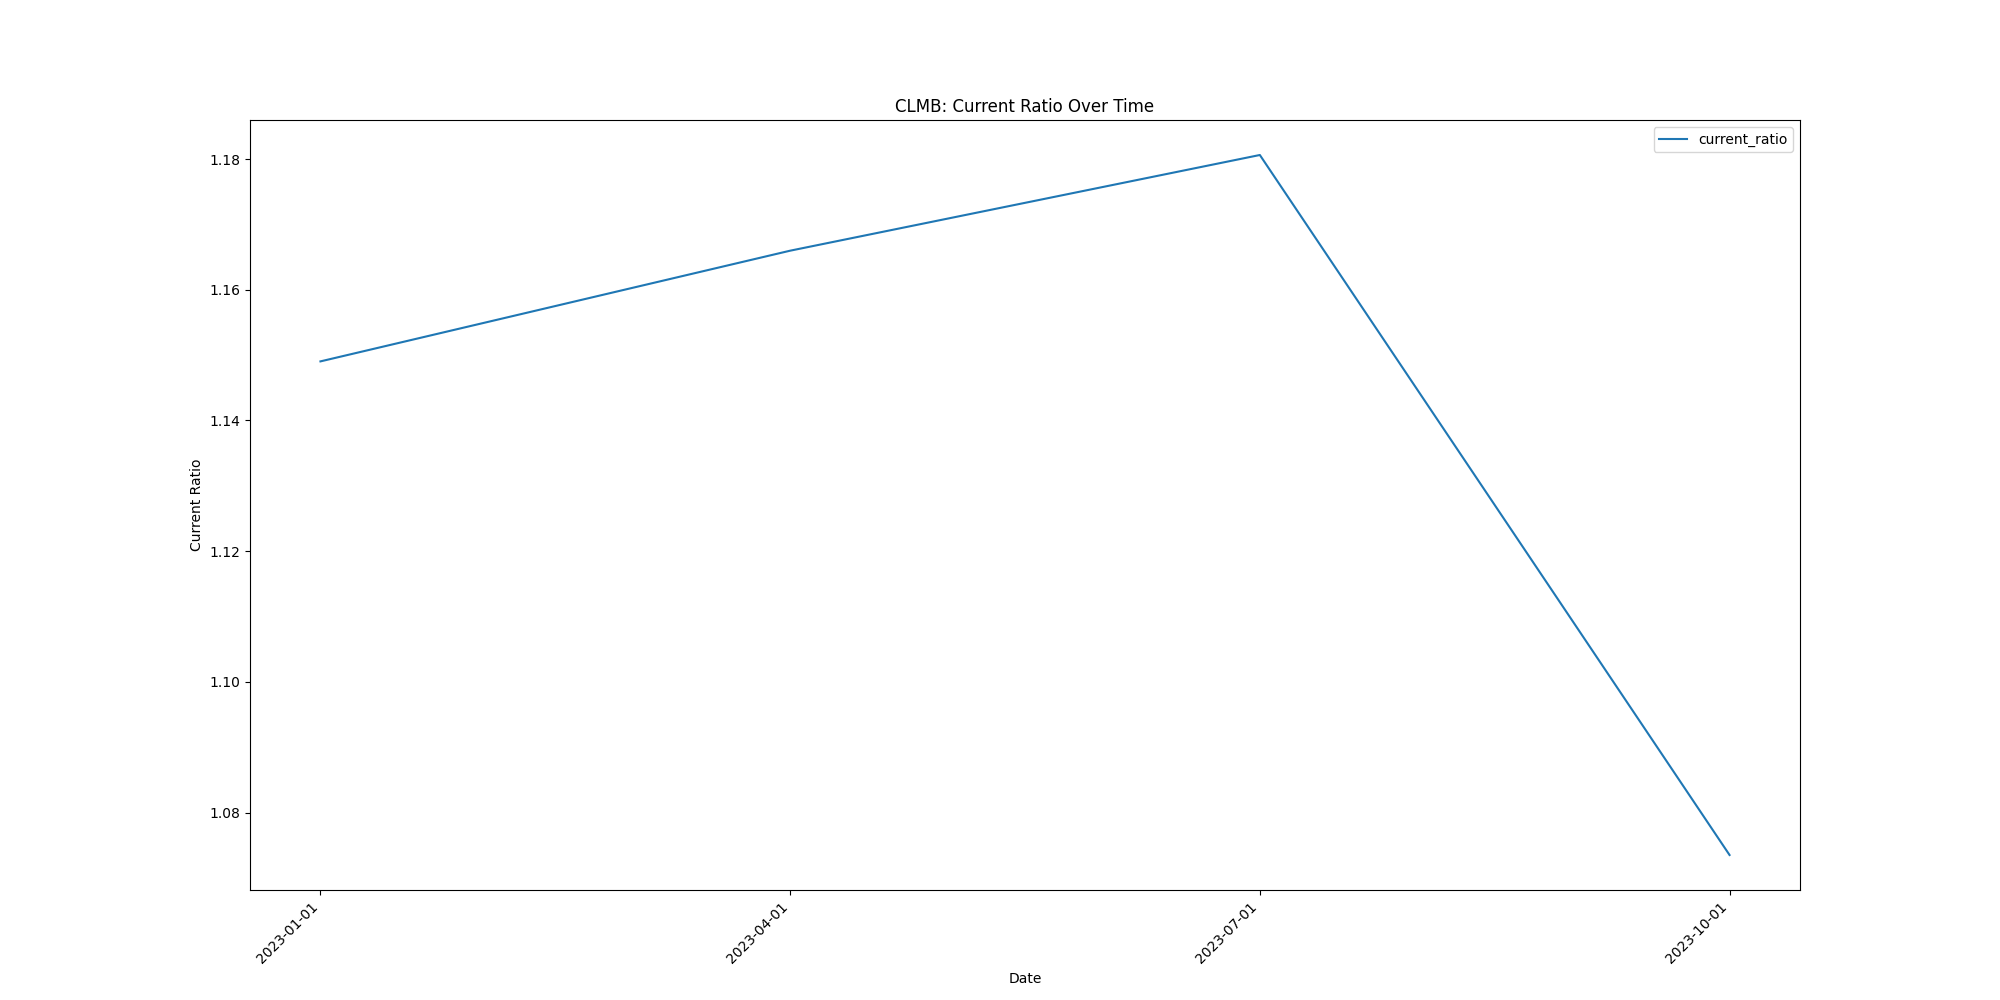 CLMB: Current Ratio Over Time
current_ratio
1.18
1.16
1.14
1.12
1.10
1.08
Current Ratio
2023-01-01
2023-04-01
2023-07-01
2023-10-01
Date